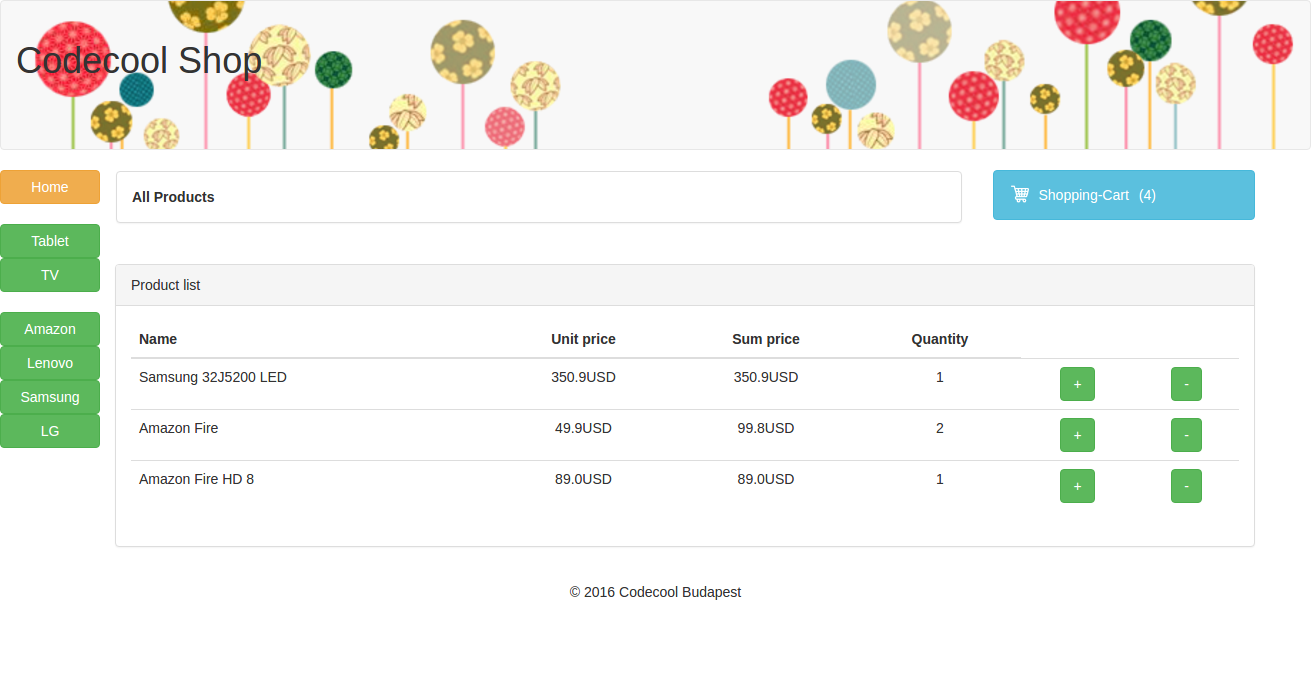 Codecool Shop
Home
All Products
Shopping-Cart (4)
Tablet
TV
Amazon
Lenovo
Samsung
LG
Product list
Name Unit price Sum price Quantity
Samsung 32J5200 LED 350.9USD 350.9USD 1 + -
Amazon Fire 49.9USD 99.8USD 2 + -
Amazon Fire HD 8 89.0USD 89.0USD 1 + -
© 2016 Codecool Budapest